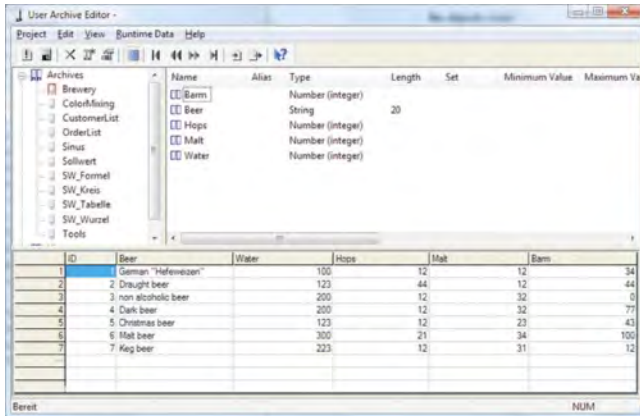 User Archive Editor -
Project Edit View Runtime Data Help
Archives
Brewery
ColorMixing
CustomerList
OrderList
Sinus
Sollwert
SW_Formel
SW_Kreis
SW_Tabelle
SW_Wurzel
Tools
Name Alias Type Length Set Minimum Value Maximum Va
Barm Number (integer)
Beer String 20
Hops Number (integer)
Malt Number (integer)
Water Number (integer)
ID Beer Water Hops Malt Barm
1 1 German "Hefeweizen" 100 12 12 34
2 2 Draught beer 123 44 12 12
3 3 non alcoholic beer 200 12 32 0
4 4 Dark beer 200 12 32 77
5 5 Christmas beer 123 12 23 43
6 6 Malt beer 300 21 34 100
7 7 Keg beer 223 12 31 12
Bereit NUM